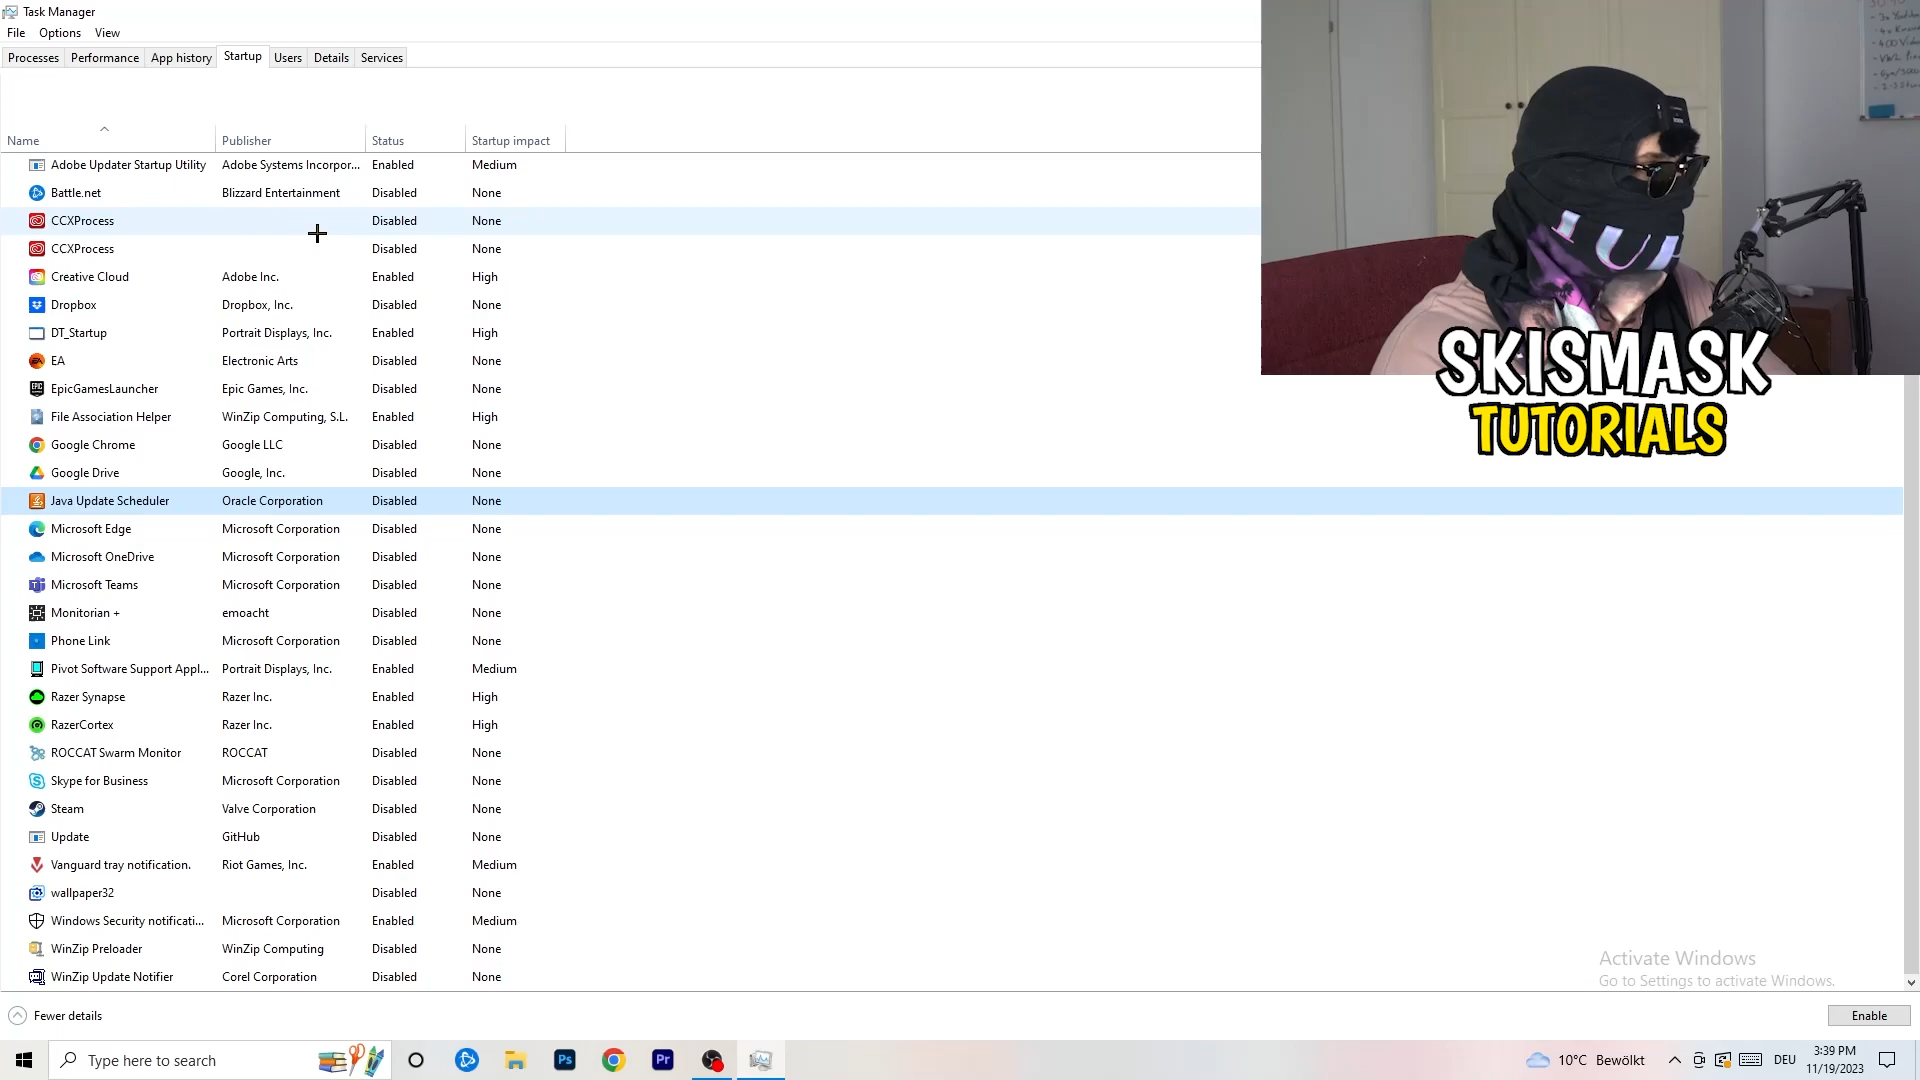 Task Manager
File Options View
Processes Performance App history Startup Users Details Services
Name Publisher Status Startup impact
Adobe Updater Startup Utility Adobe Systems Incorpor... Enabled Medium
Battle.net Blizzard Entertainment Disabled None
CCXProcess Disabled None
CCXProcess Disabled None
Creative Cloud Adobe Inc. Enabled High
Dropbox Dropbox, Inc. Disabled None
DT_Startup Portrait Displays, Inc. Enabled High
EA Electronic Arts Disabled None
EpicGamesLauncher Epic Games, Inc. Disabled None
File Association Helper WinZip Computing, S.L. Enabled High
Google Chrome Google LLC Disabled None
Google Drive Google, Inc. Disabled None
Java Update Scheduler Oracle Corporation Disabled None
Microsoft Edge Microsoft Corporation Disabled None
Microsoft OneDrive Microsoft Corporation Disabled None
Microsoft Teams Microsoft Corporation Disabled None
Monitorian + emoacht Disabled None
Phone Link Microsoft Corporation Disabled None
Pivot Software Support Appl... Portrait Displays, Inc. Enabled Medium
Razer Synapse Razer Inc. Enabled High
RazerCortex Razer Inc. Enabled High
ROCCAT Swarm Monitor ROCCAT Disabled None
Skype for Business Microsoft Corporation Disabled None
Steam Valve Corporation Disabled None
Update GitHub Disabled None
Vanguard tray notification. Riot Games, Inc. Enabled Medium
wallpaper32 Disabled None
Windows Security notificati... Microsoft Corporation Enabled Medium
WinZip Preloader WinZip Computing Disabled None
WinZip Update Notifier Corel Corporation Disabled None
SKISMASK
TUTORIALS
Activate Windows
Go to Settings to activate Windows.
Fewer details
Enable
Type here to search
Ps
Pr
10°C Bewölkt
DEU
3:39 PM
11/19/2023